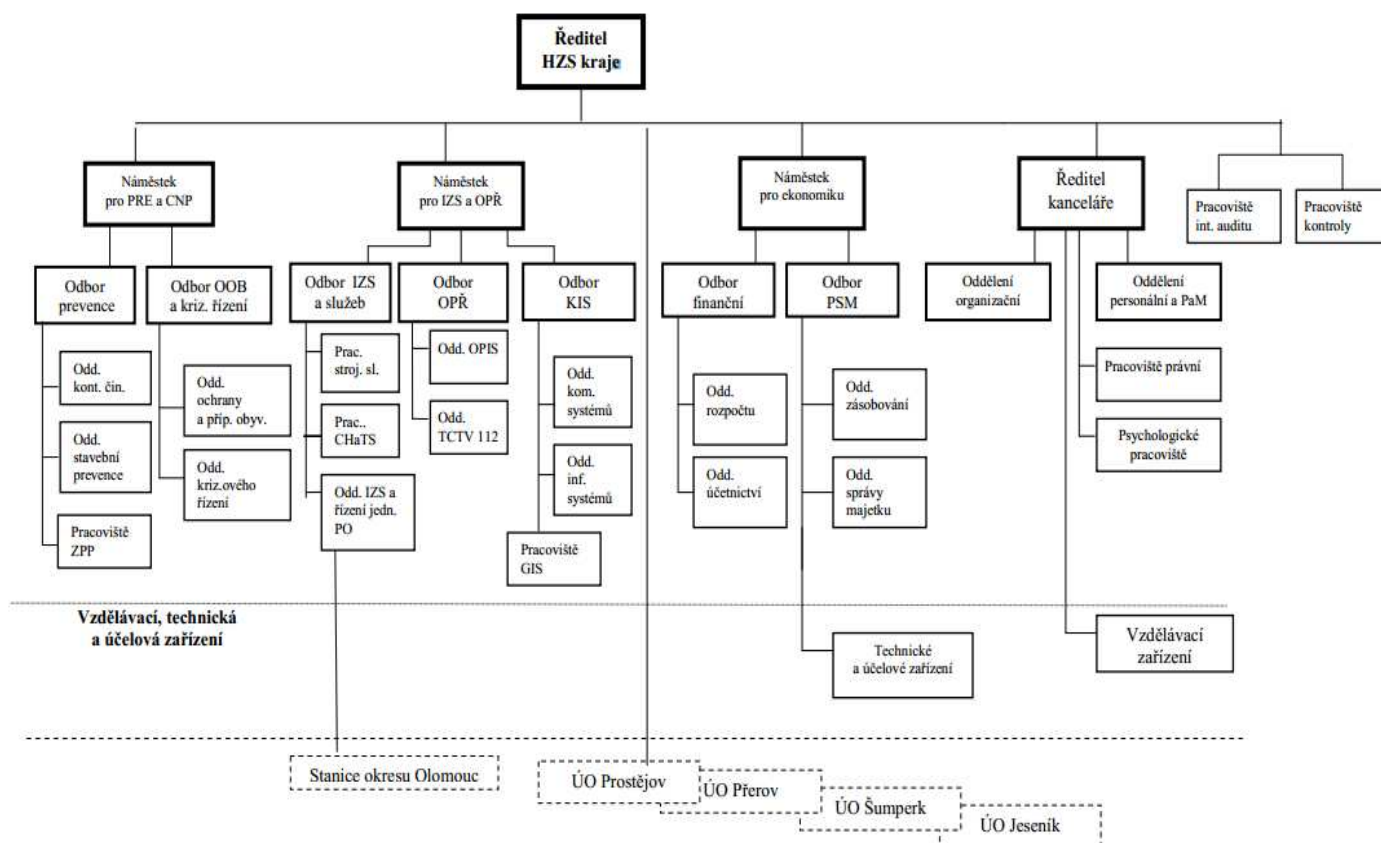 Ředitel
HZS kraje
Náměstek
pro PRE a CNP
Náměstek
pro IZS a OPŘ
Náměstek
pro ekonomiku
Ředitel
kanceláře
Pracoviště
int. auditu
Pracoviště
kontroly
Odbor
prevence
Odbor OOB
a kriz. řízení
Odbor IZS
a služeb
Odbor
OPŘ
Odbor
KIS
Odbor
finanční
Odbor
PSM
Oddělení
organizační
Oddělení
personální a PaM
Odd.
kont. čin.
Odd.
stavební
prevence
Pracoviště
ZPP
Odd.
ochrany
a příp. obyv.
Odd.
kriz.ového
řízení
Prac.
stroj. sl.
Prac.,
CHaTS
Odd. IZS a
řízení jedn.
PO
Odd. OPIS
Odd.
TCTV 112
Odd.
kom.
systémů
Odd.
inf.
systémů
Pracoviště
GIS
Odd.
rozpočtu
Odd.
účetnictví
Odd.
zásobování
Odd.
správy
majetku
Pracoviště právní
Psychologické
pracoviště
Vzdělávací, technická
a účelová zařízení
Technické
a účelové zařízení
Vzdělávací
zařízení
Stanice okresu Olomouc
ÚO Prostějov
ÚO Přerov
ÚO Šumperk
ÚO Jeseník